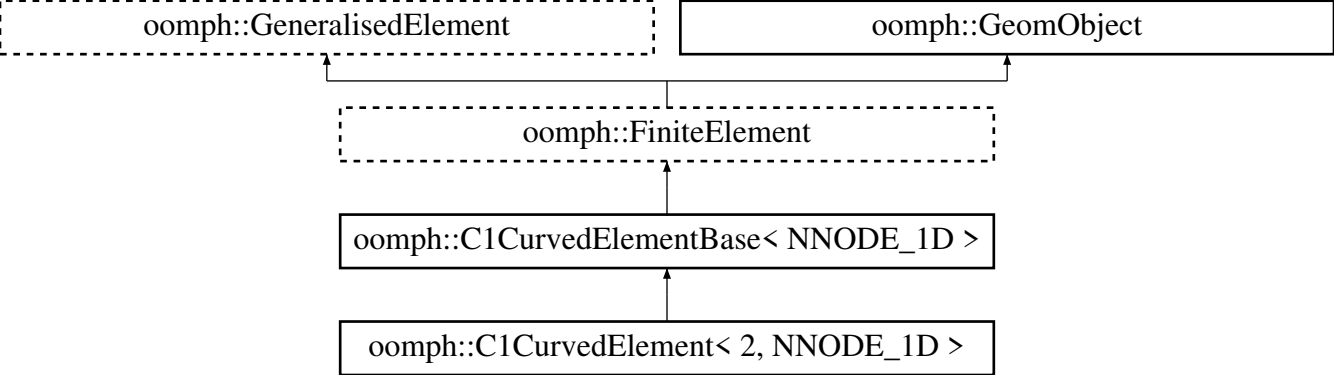 oomph::GeneralisedElement
oomph::GeomObject
oomph::FiniteElement
oomph::C1CurvedElementBase< NNODE_1D >
oomph::C1CurvedElement< 2, NNODE_1D >